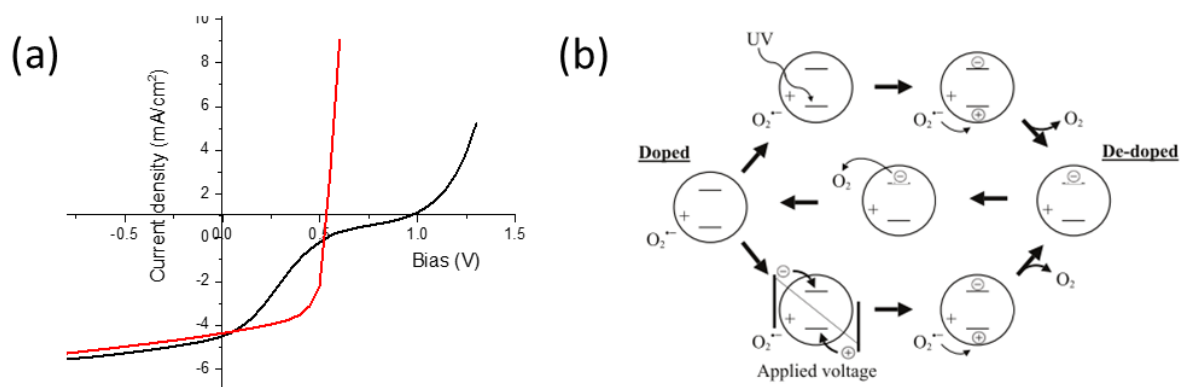 (a)
Current density (mA/cm²)
10
8
6
4
2
0
-2
-4
-6
-0.5
0.0
0.5
1.0
1.5
Bias (V)
(b)
UV
+
O₂•−
−
+
O₂•−
O₂
Doped
De-doped
+
O₂•−
−
O₂
−
−
+
O₂•−
+
Applied voltage
−
+
O₂•−
O₂